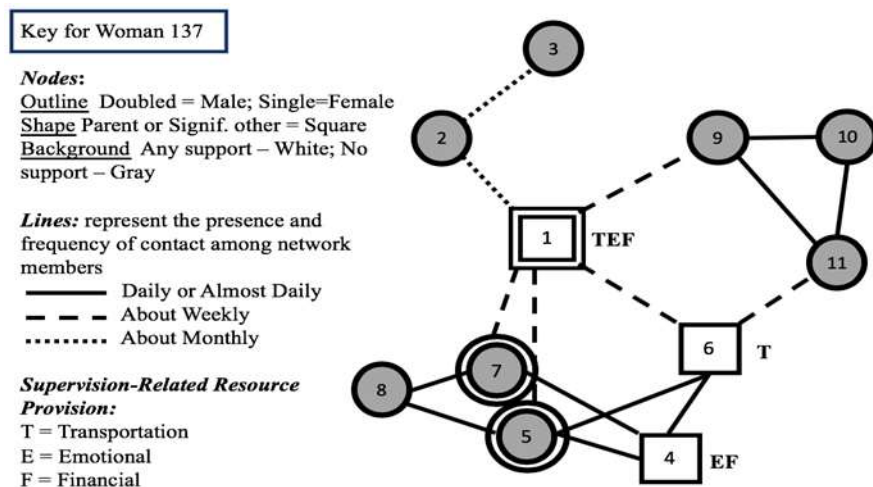 Key for Woman 137
Nodes:
Outline Doubled = Male; Single=Female
Shape Parent or Signif. other = Square
Background Any support – White; No
support – Gray
Lines: represent the presence and
frequency of contact among network
members
Daily or Almost Daily
About Weekly
About Monthly
Supervision-Related Resource
Provision:
T = Transportation
E = Emotional
F = Financial
3
2
9
10
1 TEF
11
6 T
7
8
5
4 EF